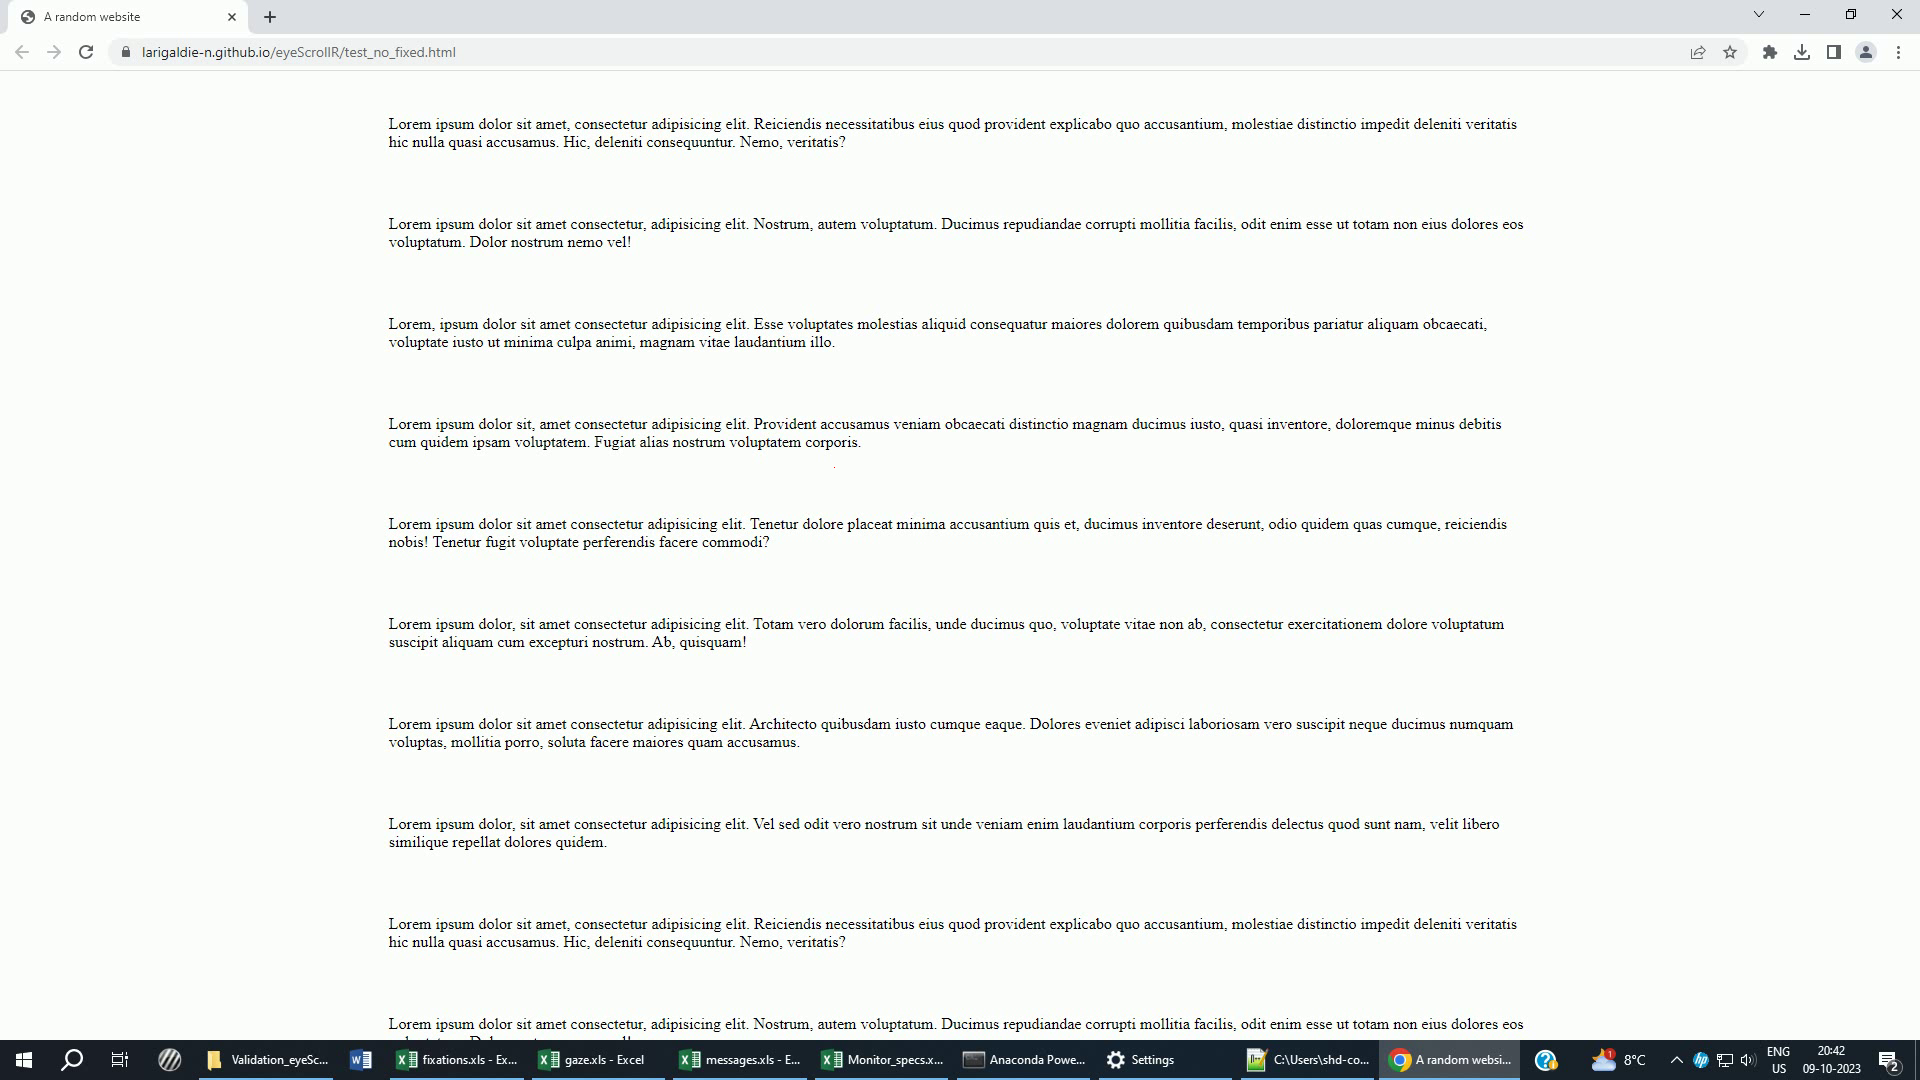 A random website
larigaldie-n.github.io/eyeScrollR/test_no_fixed.html
Lorem ipsum dolor sit amet, consectetur adipisicing elit. Reiciendis necessitatibus eius quod provident explicabo quo accusantium, molestiae distinctio impedit deleniti veritatis
hic nulla quasi accusamus. Hic, deleniti consequuntur. Nemo, veritatis?
Lorem ipsum dolor sit amet consectetur, adipisicing elit. Nostrum, autem voluptatum. Ducimus repudiandae corrupti mollitia facilis, odit enim esse ut totam non eius dolores eos
voluptatum. Dolor nostrum nemo vel!
Lorem, ipsum dolor sit amet consectetur adipisicing elit. Esse voluptates molestias aliquid consequatur maiores dolorem quibusdam temporibus pariatur aliquam obcaecati,
voluptate iusto ut minima culpa animi, magnam vitae laudantium illo.
Lorem ipsum dolor sit, amet consectetur adipisicing elit. Provident accusamus veniam obcaecati distinctio magnam ducimus iusto, quasi inventore, doloremque minus debitis
cum quidem ipsam voluptatem. Fugiat alias nostrum voluptatem corporis.
Lorem ipsum dolor sit amet consectetur adipisicing elit. Tenetur dolore placeat minima accusantium quis et, ducimus inventore deserunt, odio quidem quas cumque, reiciendis
nobis! Tenetur fugit voluptate perferendis facere commodi?
Lorem ipsum dolor, sit amet consectetur adipisicing elit. Totam vero dolorum facilis, unde ducimus quo, voluptate vitae non ab, consectetur exercitationem dolore voluptatum
suscipit aliquam cum excepturi nostrum. Ab, quisquam!
Lorem ipsum dolor sit amet consectetur adipisicing elit. Architecto quibusdam iusto cumque eaque. Dolores eveniet adipisci laboriosam vero suscipit neque ducimus numquam
voluptas, mollitia porro, soluta facere maiores quam accusamus.
Lorem ipsum dolor, sit amet consectetur adipisicing elit. Vel sed odit vero nostrum sit unde veniam enim laudantium corporis perferendis delectus quod sunt nam, velit libero
similique repellat dolores quidem.
Lorem ipsum dolor sit amet, consectetur adipisicing elit. Reiciendis necessitatibus eius quod provident explicabo quo accusantium, molestiae distinctio impedit deleniti veritatis
hic nulla quasi accusamus. Hic, deleniti consequuntur. Nemo, veritatis?
Lorem ipsum dolor sit amet consectetur, adipisicing elit. Nostrum, autem voluptatum. Ducimus repudiandae corrupti mollitia facilis, odit enim esse ut totam non eius dolores eos
Validation_eyeSc... fixations.xls - Ex... gaze.xls - Excel messages.xls - E... Monitor_specs.x... Anaconda Powe... Settings C:\Users\shd-co... A random websi... 1 8°C hp ENG 20:42
US 09-10-2023 2